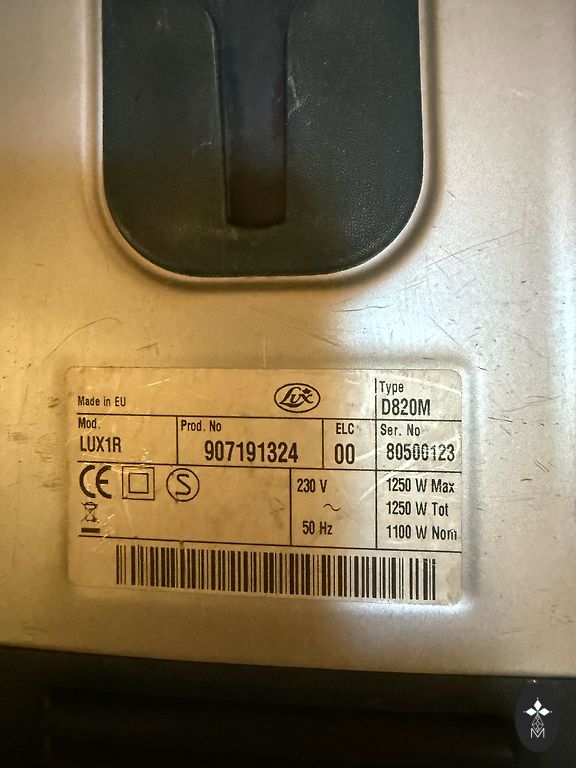 Made in EU
Lux
Type
D820M
Mod.
LUX1R
Prod. No
907191324
ELC
00
Ser. No
80500123
CE
S
230 V
~
50 Hz
1250 W Max
1250 W Tot
1100 W Nom
M